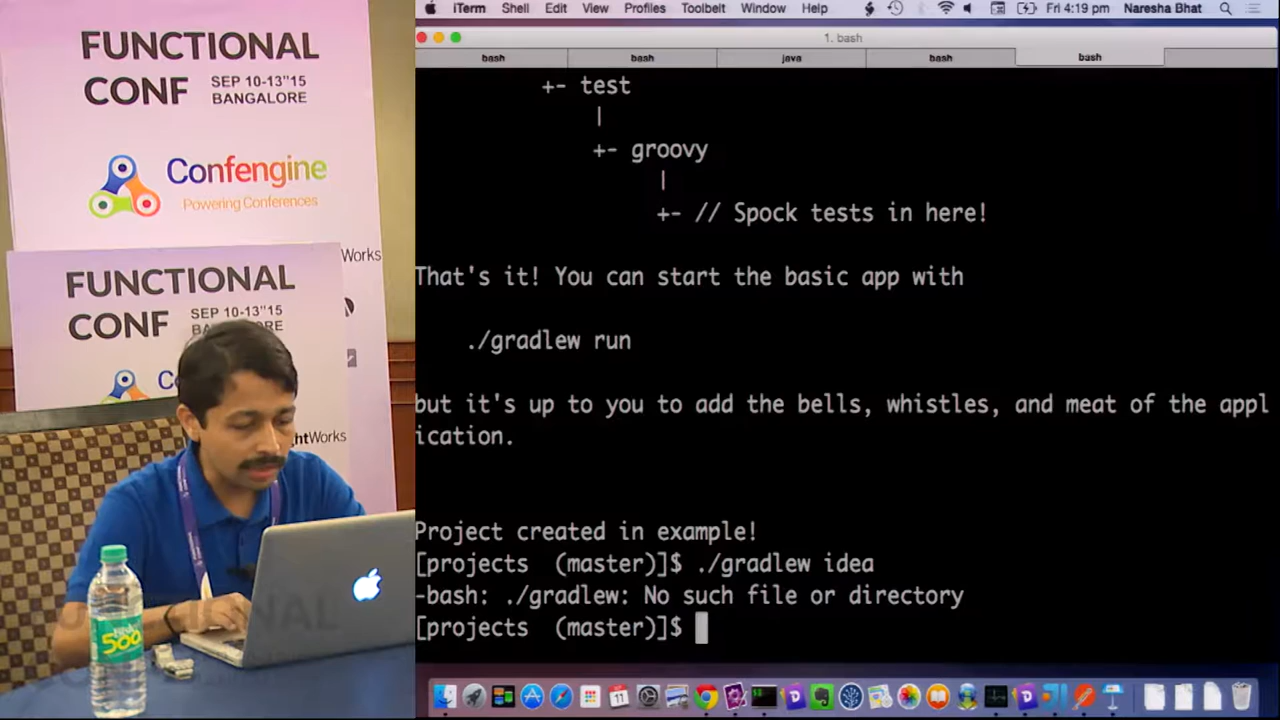 FUNCTIONAL
CONF SEP 10-13"15
BANGALORE
Confengine
Powering Conferences
Works
FUNCTIONAL
CONF SEP 10-13"15
BANGALORE
ghtWorks
500
iTerm Shell Edit View Profiles Toolbelt Window Help Fri 4:19 pm Naresha Bhat
1. bash
bash bash java bash bash
+- test
|
+- groovy
|
+- // Spock tests in here!
That's it! You can start the basic app with
./gradlew run
but it's up to you to add the bells, whistles, and meat of the appl
ication.
Project created in example!
[projects (master)]$ ./gradlew idea
-bash: ./gradlew: No such file or directory
[projects (master)]$